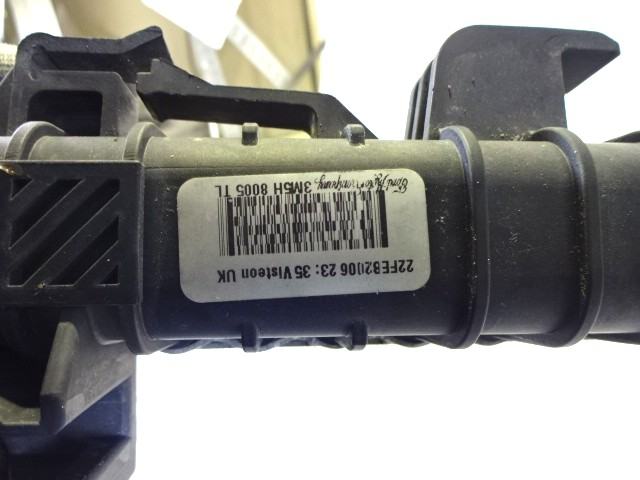 22FEB2006 23:35 Visteon UK
Ford Motor Company 3M5H 8005 TL